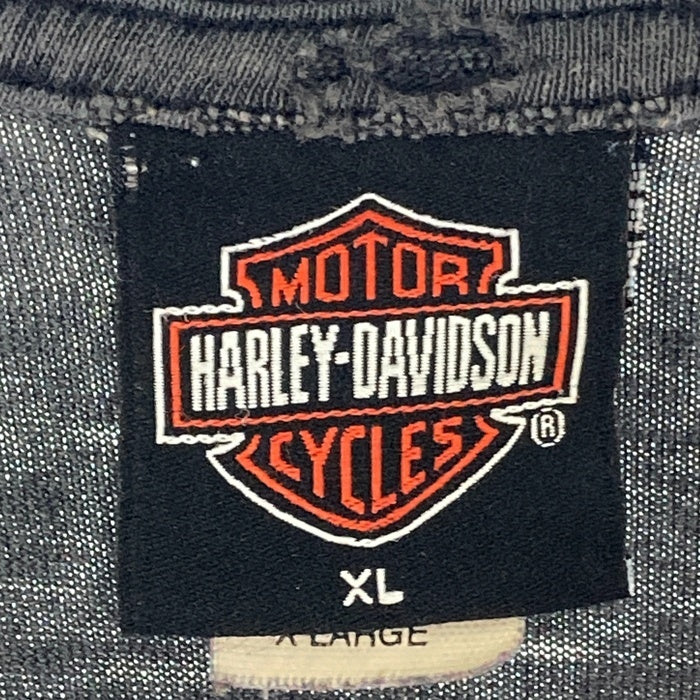 MOTOR
HARLEY-DAVIDSON
CYCLES
®
XL
X-LARGE